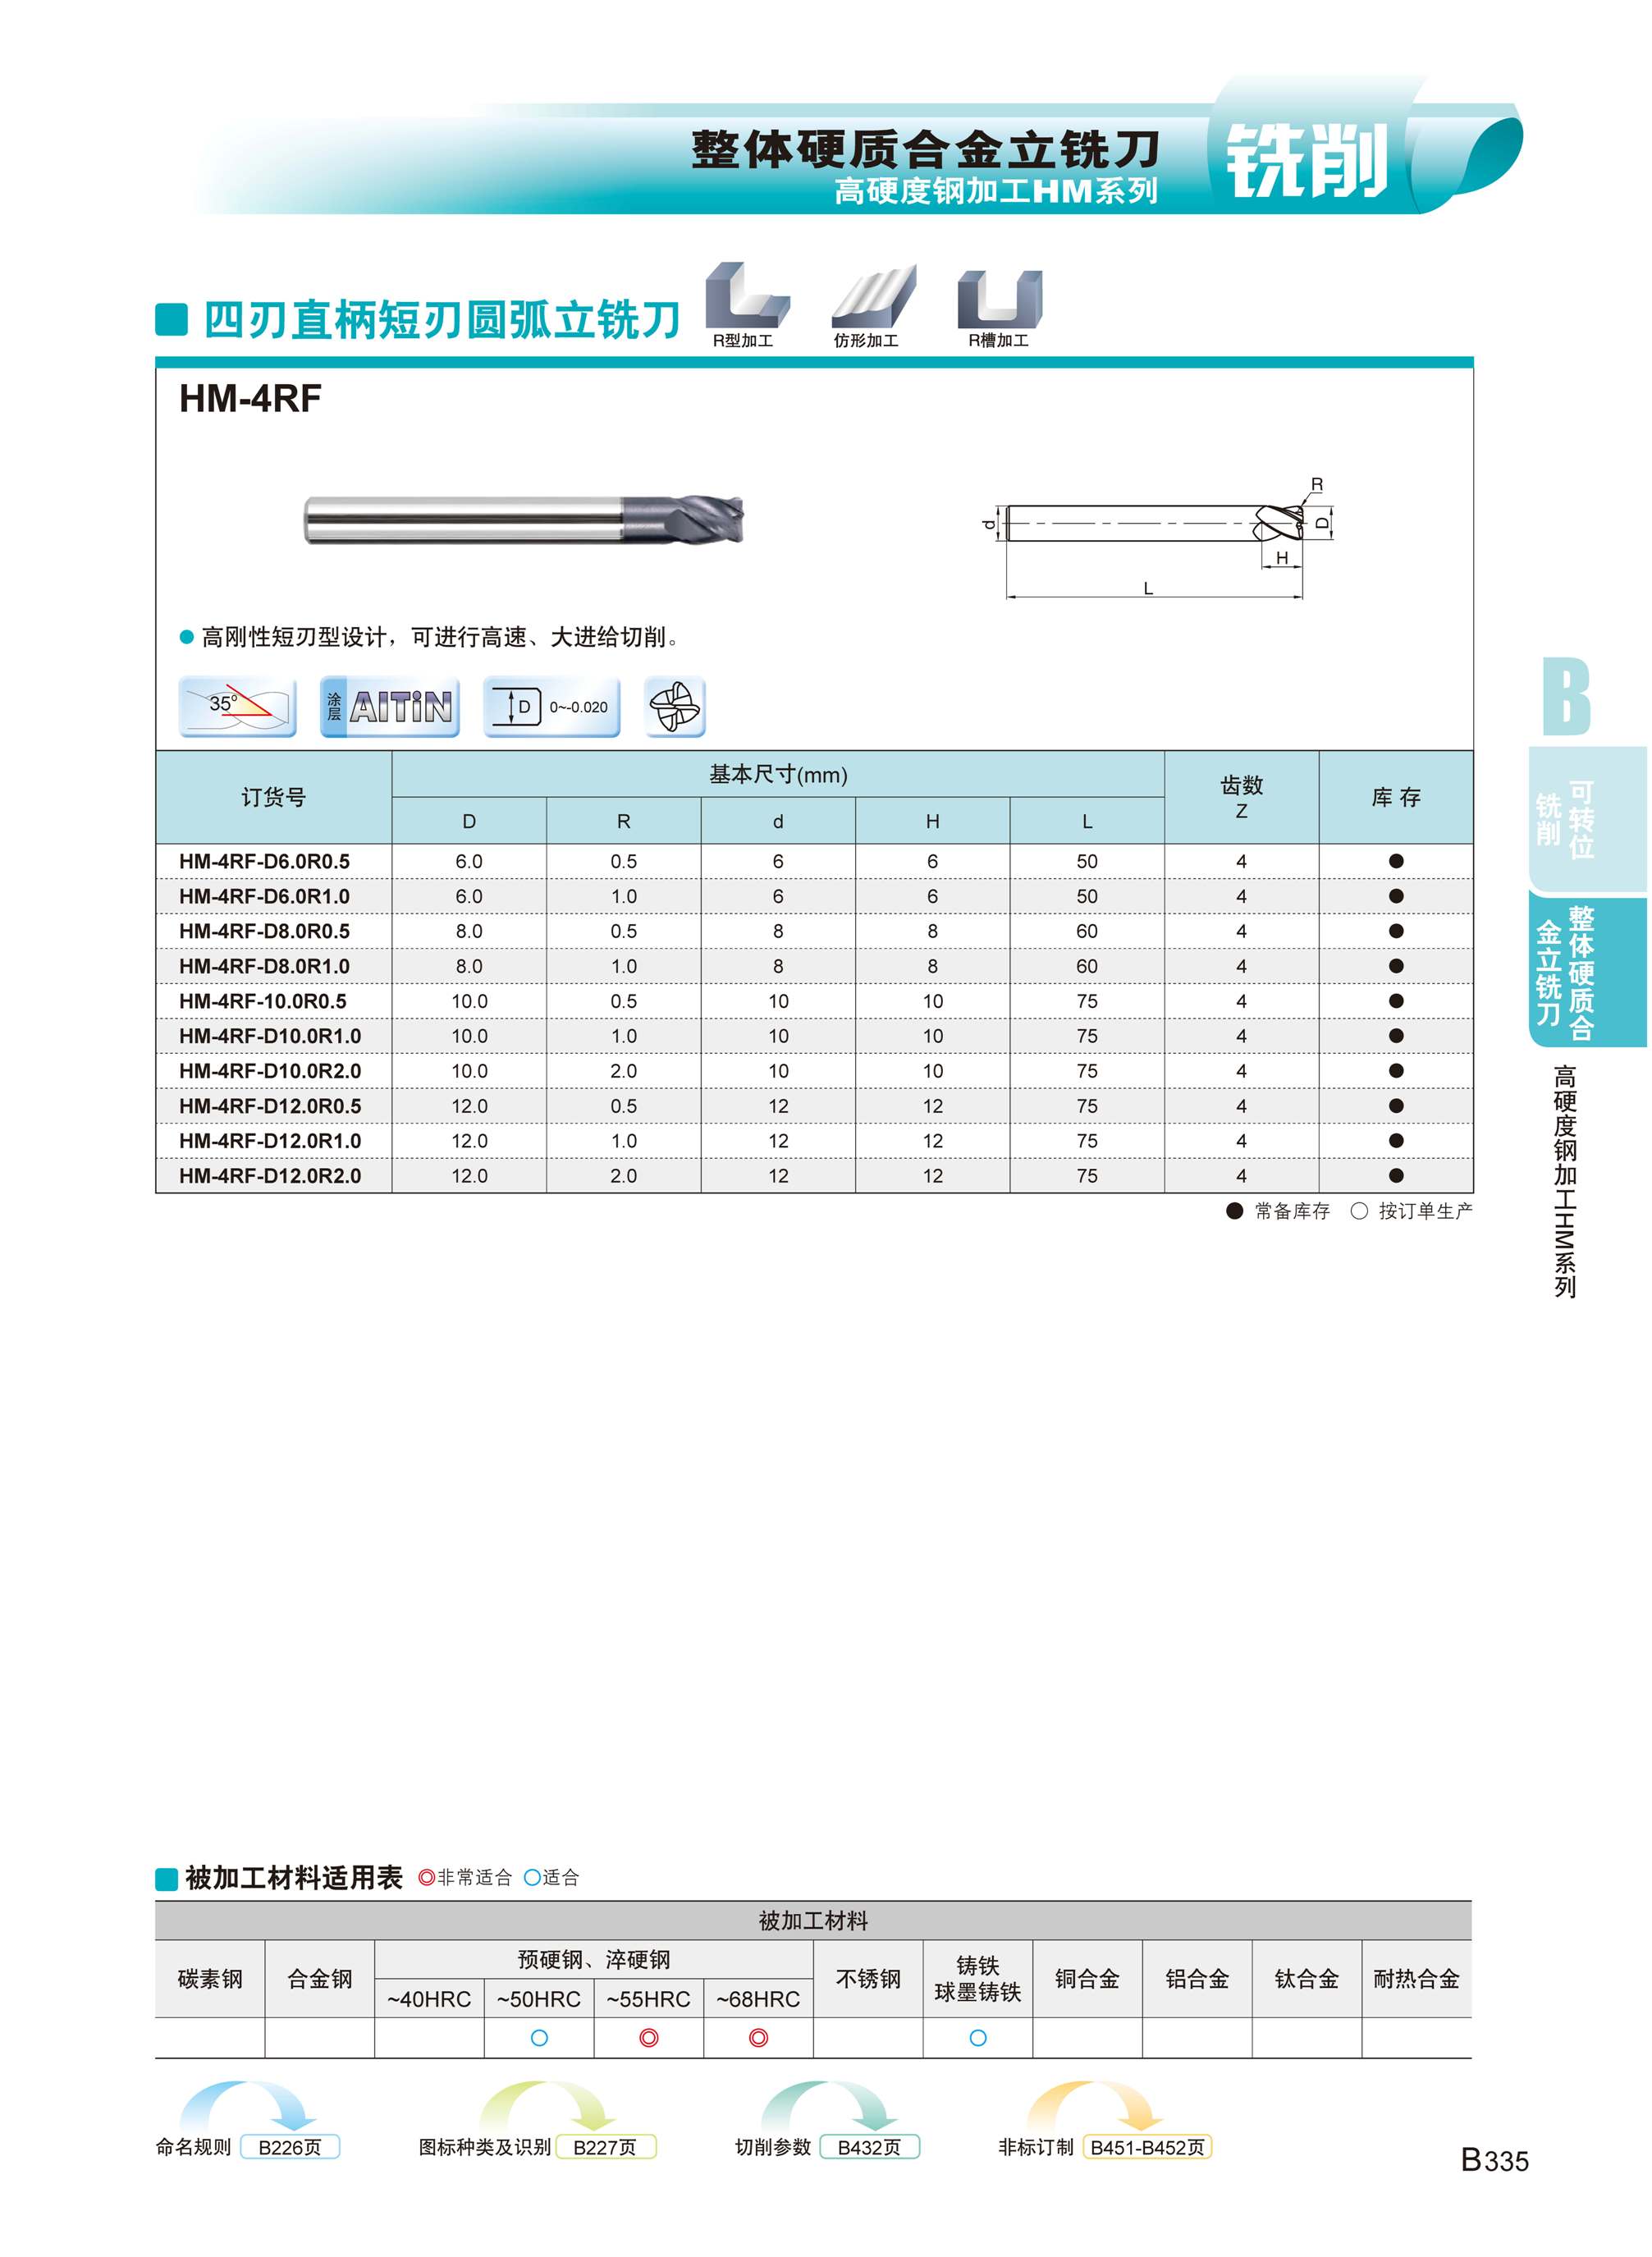 整体硬质合金立铣刀
高硬度钢加工HM系列
铣削
四刃直柄短刃圆弧立铣刀
R型加工 仿形加工 R槽加工
HM-4RF
R
d D
H
L
高刚性短刃型设计，可进行高速、大进给切削。
35° 涂层 AlTiN D 0~-0.020
订货号 基本尺寸(mm) 齿数 Z 库 存
D R d H L
HM-4RF-D6.0R0.5 6.0 0.5 6 6 50 4 ●
HM-4RF-D6.0R1.0 6.0 1.0 6 6 50 4 ●
HM-4RF-D8.0R0.5 8.0 0.5 8 8 60 4 ●
HM-4RF-D8.0R1.0 8.0 1.0 8 8 60 4 ●
HM-4RF-10.0R0.5 10.0 0.5 10 10 75 4 ●
HM-4RF-D10.0R1.0 10.0 1.0 10 10 75 4 ●
HM-4RF-D10.0R2.0 10.0 2.0 10 10 75 4 ●
HM-4RF-D12.0R0.5 12.0 0.5 12 12 75 4 ●
HM-4RF-D12.0R1.0 12.0 1.0 12 12 75 4 ●
HM-4RF-D12.0R2.0 12.0 2.0 12 12 75 4 ●
● 常备库存 ○ 按订单生产
B
可转位
铣削
整体硬质合
金立铣刀
高硬度钢加工HM系列
被加工材料适用表 ◎非常适合 ○适合
被加工材料
碳素钢 合金钢 预硬钢、淬硬钢 不锈钢 铸铁 球墨铸铁 铜合金 铝合金 钛合金 耐热合金
~40HRC ~50HRC ~55HRC ~68HRC
○ ◎ ◎ ○
命名规则 B226页 图标种类及识别 B227页 切削参数 B432页 非标订制 B451-B452页
B335